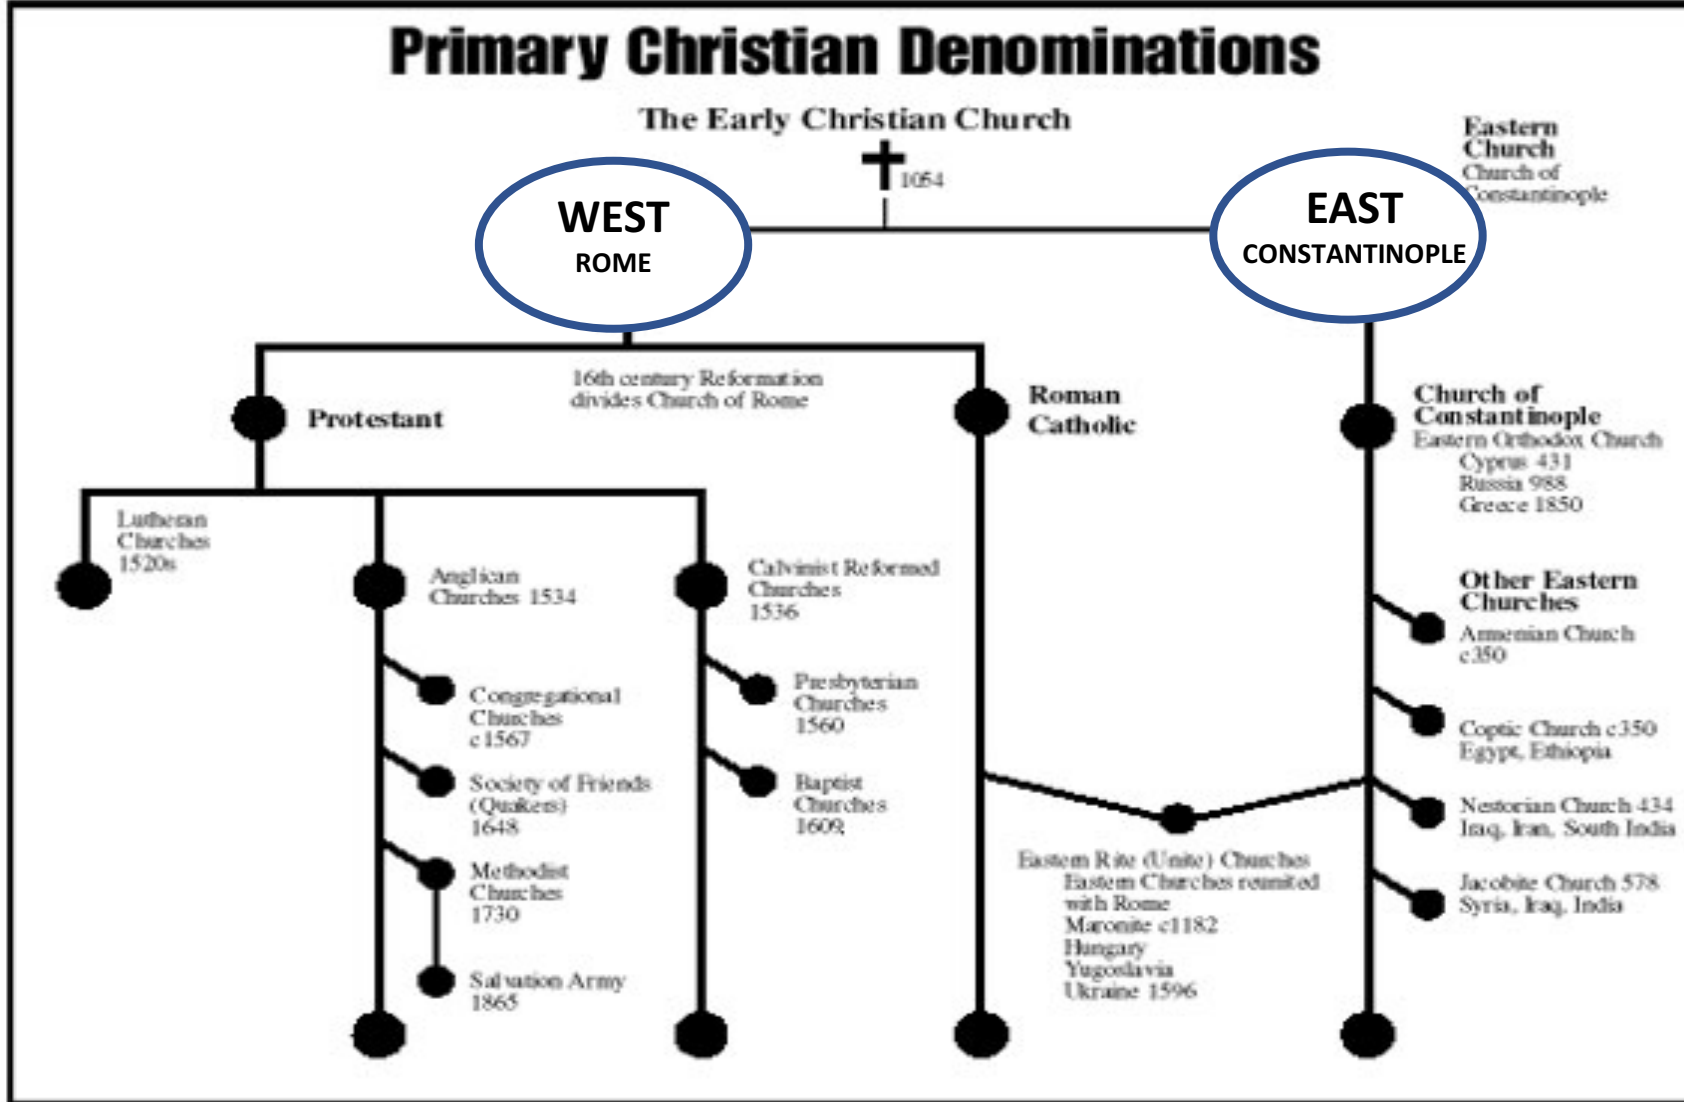 Primary Christian Denominations
The Early Christian Church
1054
Eastern
Church
Church of
Constantinople
WEST
ROME
EAST
CONSTANTINOPLE
16th century Reformation
divides Church of Rome
Protestant
Roman
Catholic
Church of
Constantinople
Eastern Orthodox Church
Cyprus 431
Russia 988
Greece 1850
Lutheran
Churches
1520s
Anglican
Churches 1534
Calvinist Reformed
Churches
1536
Other Eastern
Churches
Armenian Church
c350
Congregational
Churches
c1567
Presbyterian
Churches
1560
Coptic Church c350
Egypt, Ethiopia
Society of Friends
(Quakers)
1648
Baptist
Churches
1609
Nestorian Church 434
Iraq, Iran, South India
Methodist
Churches
1730
Eastern Rite (Unite) Churches
Eastern Churches reunited
with Rome
Maronite c1182
Hungary
Yugoslavia
Ukraine 1596
Jacobite Church 578
Syria, Iraq, India
Salvation Army
1865